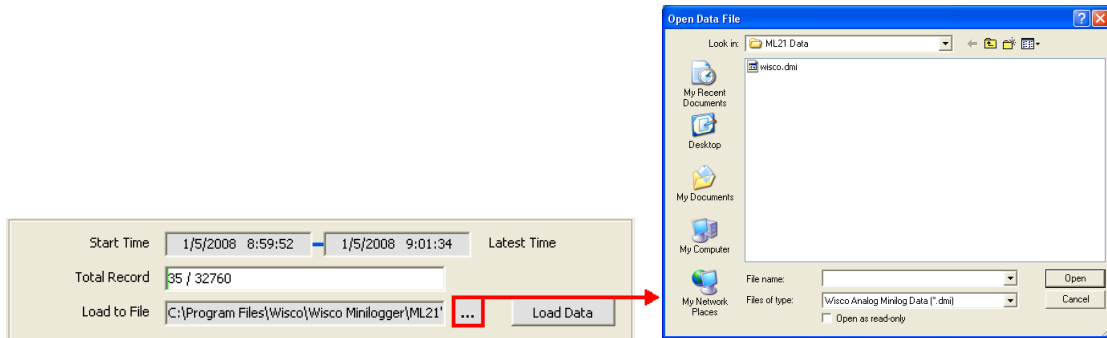 Start Time 1/5/2008 8:59:52 1/5/2008 9:01:34 Latest Time
Total Record 35 / 32760
Load to File C:\Program Files\Wisco\Wisco Minilogger\ML21' ... Load Data
Open Data File
Look in: ML21 Data
wisco.dmi
My Recent
Documents
Desktop
My Documents
My Computer
My Network
Places
File name: Open
Files of type: Wisco Analog Minilog Data (*.dmi) Cancel
Open as read-only